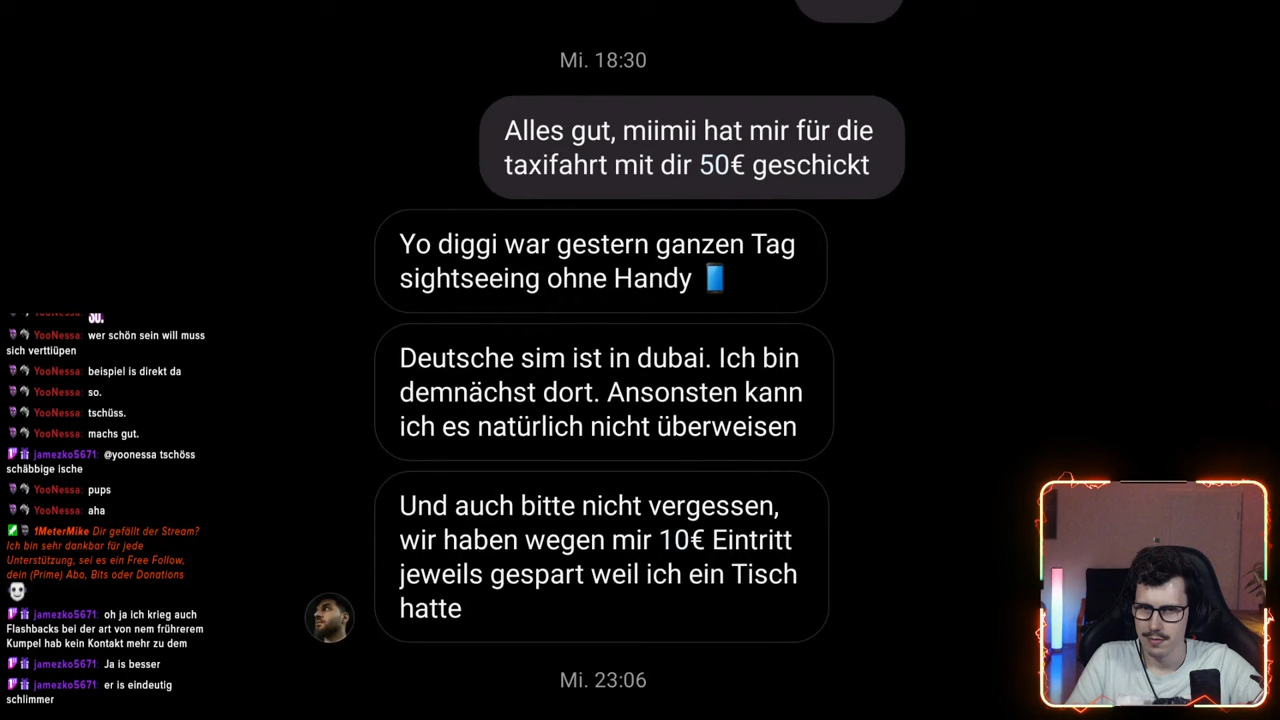 Mi. 18:30
Alles gut, miimii hat mir für die
taxifahrt mit dir 50€ geschickt
Yo diggi war gestern ganzen Tag
sightseeing ohne Handy 📱
Deutsche sim ist in dubai. Ich bin
demnächst dort. Ansonsten kann
ich es natürlich nicht überweisen
Und auch bitte nicht vergessen,
wir haben wegen mir 10€ Eintritt
jeweils gespart weil ich ein Tisch
hatte
Mi. 23:06
YooNessa: so.
YooNessa: wer schön sein will muss
sich verttüpen
YooNessa: beispiel is direkt da
YooNessa: so.
YooNessa: tschüss.
YooNessa: machs gut.
jamezko5671: @yoonessa tschöss
schäbbige ische
YooNessa: pups
YooNessa: aha
1MeterMike Dir gefällt der Stream?
Ich bin sehr dankbar für jede
Unterstützung, sei es ein Free Follow,
dein (Prime) Abo, Bits oder Donations
jamezko5671: oh ja ich krieg auch
Flashbacks bei der art von nem frührerem
Kumpel hab kein Kontakt mehr zu dem
jamezko5671: Ja is besser
jamezko5671: er is eindeutig
schlimmer